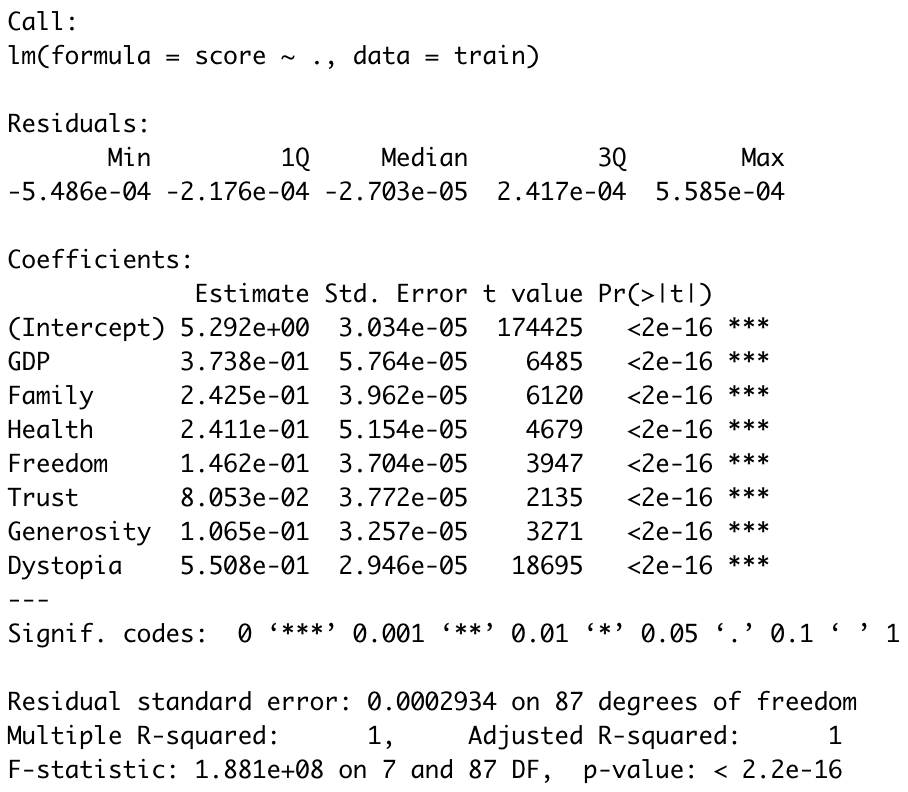 Call:
lm(formula = score ~ ., data = train)
Residuals:
Min 1Q Median 3Q Max
-5.486e-04 -2.176e-04 -2.703e-05 2.417e-04 5.585e-04
Coefficients:
Estimate Std. Error t value Pr(>|t|)
(Intercept) 5.292e+00 3.034e-05 174425 <2e-16 ***
GDP 3.738e-01 5.764e-05 6485 <2e-16 ***
Family 2.425e-01 3.962e-05 6120 <2e-16 ***
Health 2.411e-01 5.154e-05 4679 <2e-16 ***
Freedom 1.462e-01 3.704e-05 3947 <2e-16 ***
Trust 8.053e-02 3.772e-05 2135 <2e-16 ***
Generosity 1.065e-01 3.257e-05 3271 <2e-16 ***
Dystopia 5.508e-01 2.946e-05 18695 <2e-16 ***
---
Signif. codes: 0 ‘***’ 0.001 ‘**’ 0.01 ‘*’ 0.05 ‘.’ 0.1 ‘ ’ 1
Residual standard error: 0.0002934 on 87 degrees of freedom
Multiple R-squared: 1, Adjusted R-squared: 1
F-statistic: 1.881e+08 on 7 and 87 DF, p-value: < 2.2e-16